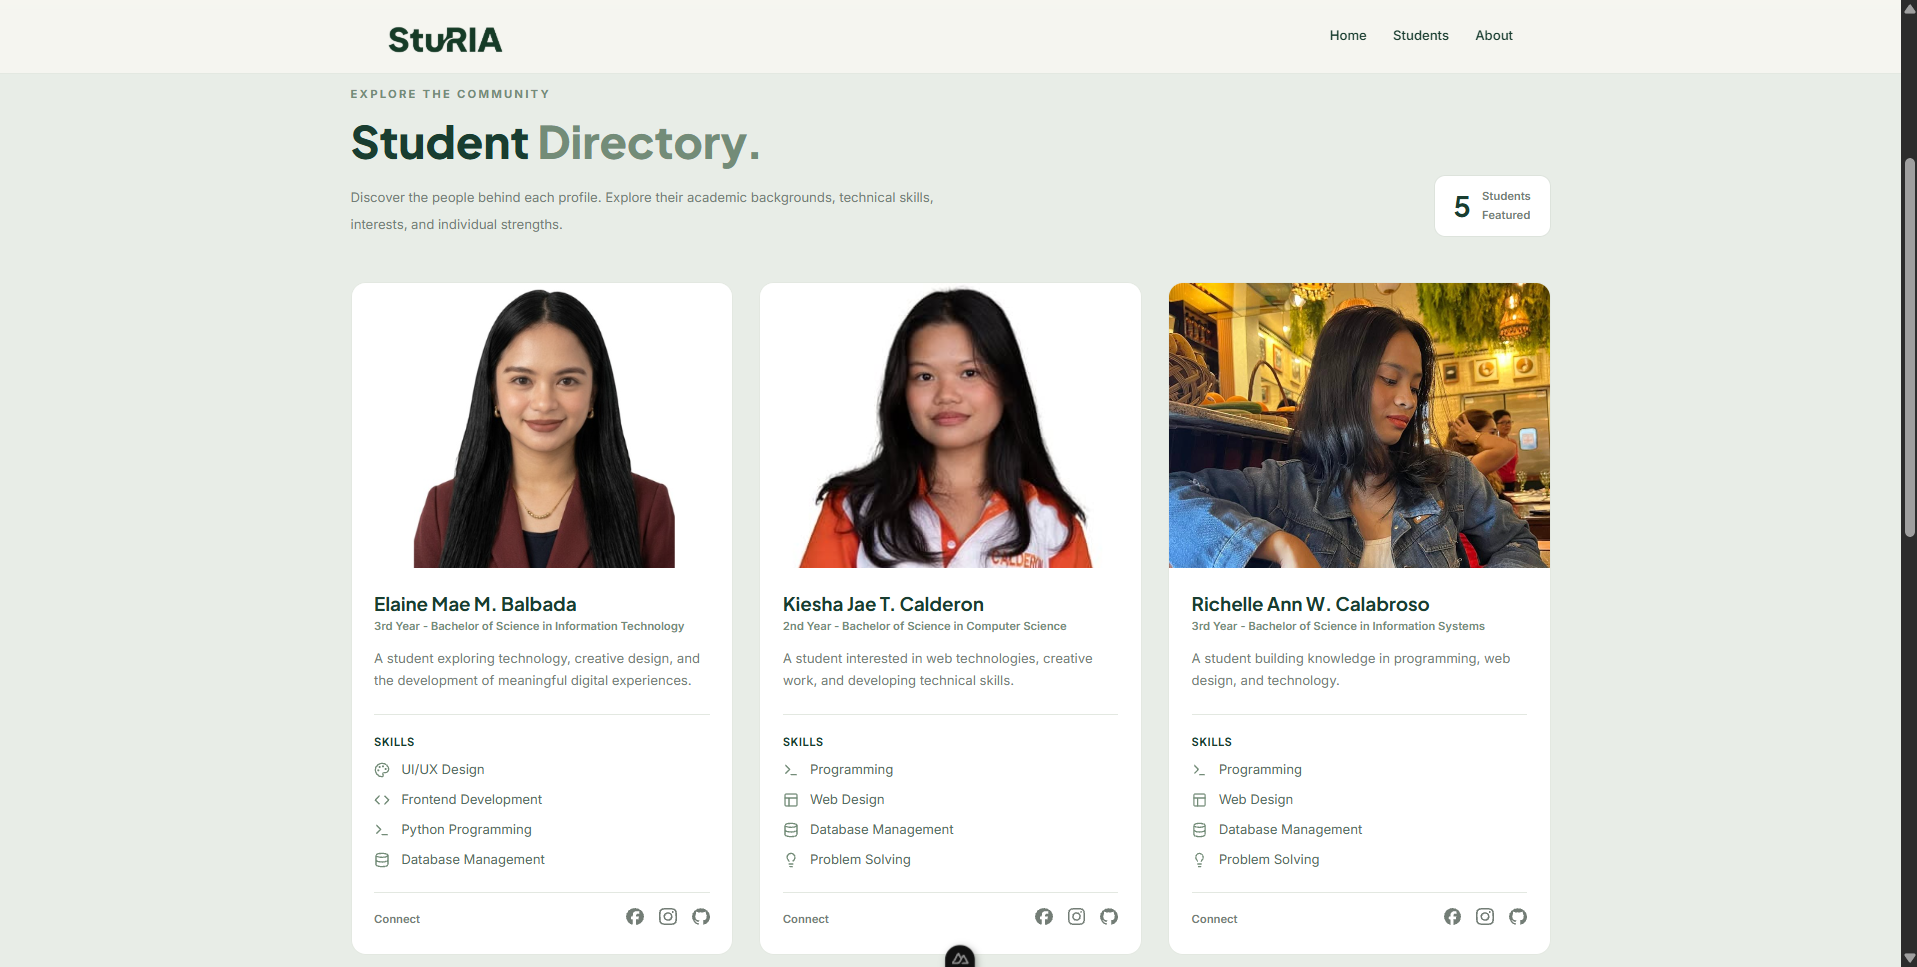 StuRIA
Home Students About
EXPLORE THE COMMUNITY
Student Directory.
Discover the people behind each profile. Explore their academic backgrounds, technical skills,
interests, and individual strengths.
5 Students
Featured
CALDERON
Elaine Mae M. Balbada
3rd Year - Bachelor of Science in Information Technology
A student exploring technology, creative design, and
the development of meaningful digital experiences.
SKILLS
UI/UX Design
Frontend Development
Python Programming
Database Management
Connect
Kiesha Jae T. Calderon
2nd Year - Bachelor of Science in Computer Science
A student interested in web technologies, creative
work, and developing technical skills.
SKILLS
Programming
Web Design
Database Management
Problem Solving
Connect
Richelle Ann W. Calabroso
3rd Year - Bachelor of Science in Information Systems
A student building knowledge in programming, web
design, and technology.
SKILLS
Programming
Web Design
Database Management
Problem Solving
Connect